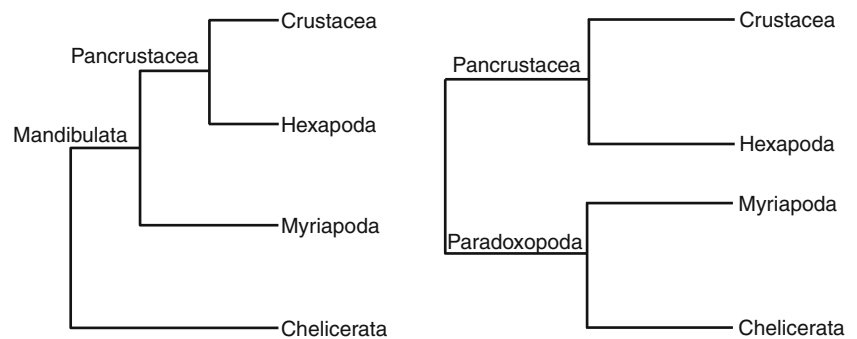 Crustacea
Pancrustacea
Hexapoda
Mandibulata
Myriapoda
Chelicerata
Crustacea
Pancrustacea
Hexapoda
Myriapoda
Paradoxopoda
Chelicerata